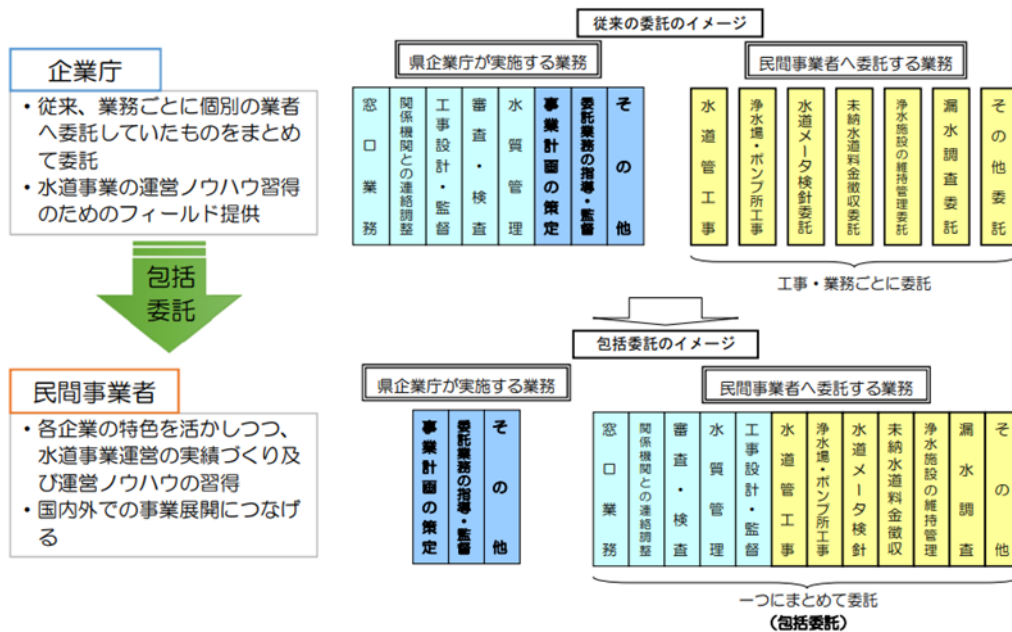 従来の委託のイメージ
企業庁
・従来、業務ごとに個別の業者
へ委託していたものをまとめ
て委託
・水道事業の運営ノウハウ習得
のためのフィールド提供
包括
委託
民間事業者
・各企業の特色を活かしつつ、
水道事業運営の実績づくり及
び運営ノウハウの習得
・国内外での事業展開につなげ
る
県企業庁が実施する業務
窓口業務
関係機関との連絡調整
工事設計・監督
審査・検査
水質管理
事業計画の策定
委託業務の指導・監督
その他
民間事業者へ委託する業務
水道管工事
浄水場・ポンプ所工事
水道メータ検針委託
未納水道料金徴収委託
浄水施設の維持管理委託
漏水調査委託
その他委託
工事・業務ごとに委託
包括委託のイメージ
県企業庁が実施する業務
事業計画の策定
委託業務の指導・監督
その他
民間事業者へ委託する業務
窓口業務
関係機関との連絡調整
審査・検査
水質管理
工事設計・監督
水道管工事
浄水場・ポンプ所工事
水道メータ検針
未納水道料金徴収
浄水施設の維持管理
漏水調査
その他
一つにまとめて委託
(包括委託)